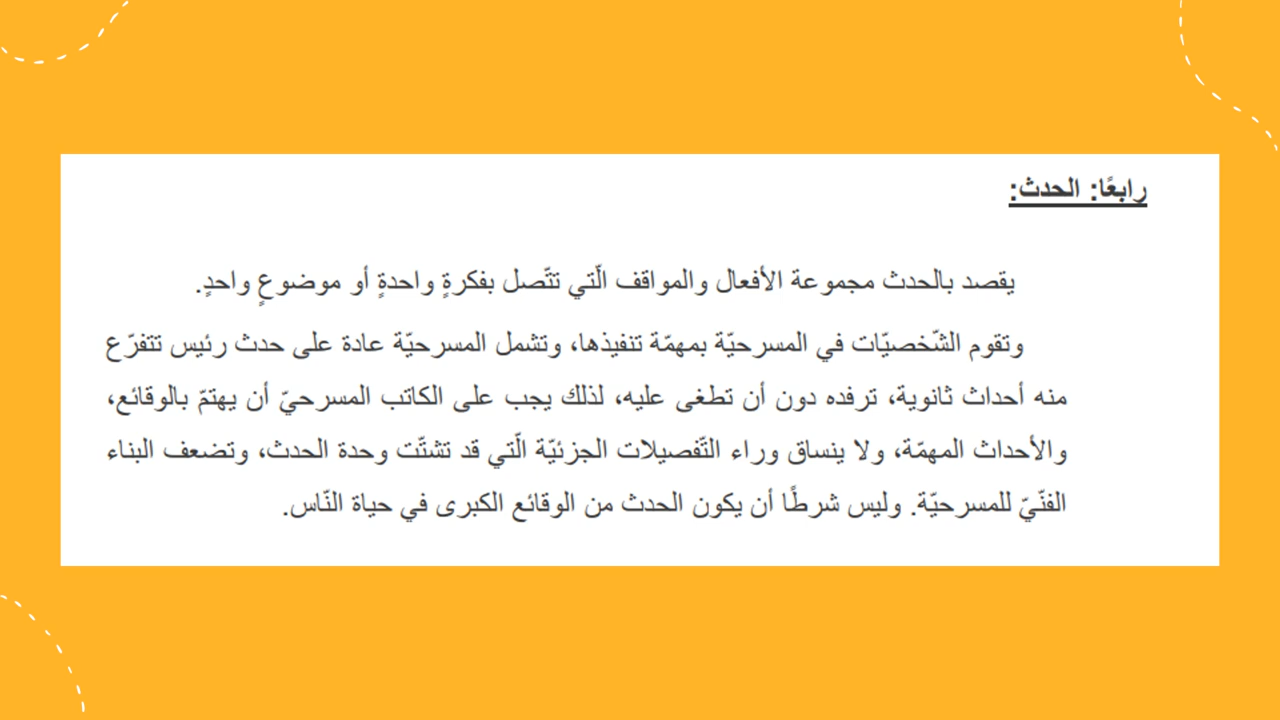 رابعًا: الحدث:
يقصد بالحدث مجموعة الأفعال والمواقف الّتي تتّصل بفكرةٍ واحدةٍ أو موضوعٍ واحدٍ.
وتقوم الشّخصيّات في المسرحيّة بمهمّة تنفيذها، وتشمل المسرحيّة عادة على حدث رئيس تتفرّع
منه أحداث ثانوية، ترفده دون أن تطغى عليه، لذلك يجب على الكاتب المسرحيّ أن يهتمّ بالوقائع،
والأحداث المهمّة، ولا ينساق وراء التّفصيلات الجزئيّة الّتي قد تشتّت وحدة الحدث، وتضعف البناء
الفنّيّ للمسرحيّة. وليس شرطًا أن يكون الحدث من الوقائع الكبرى في حياة النّاس.